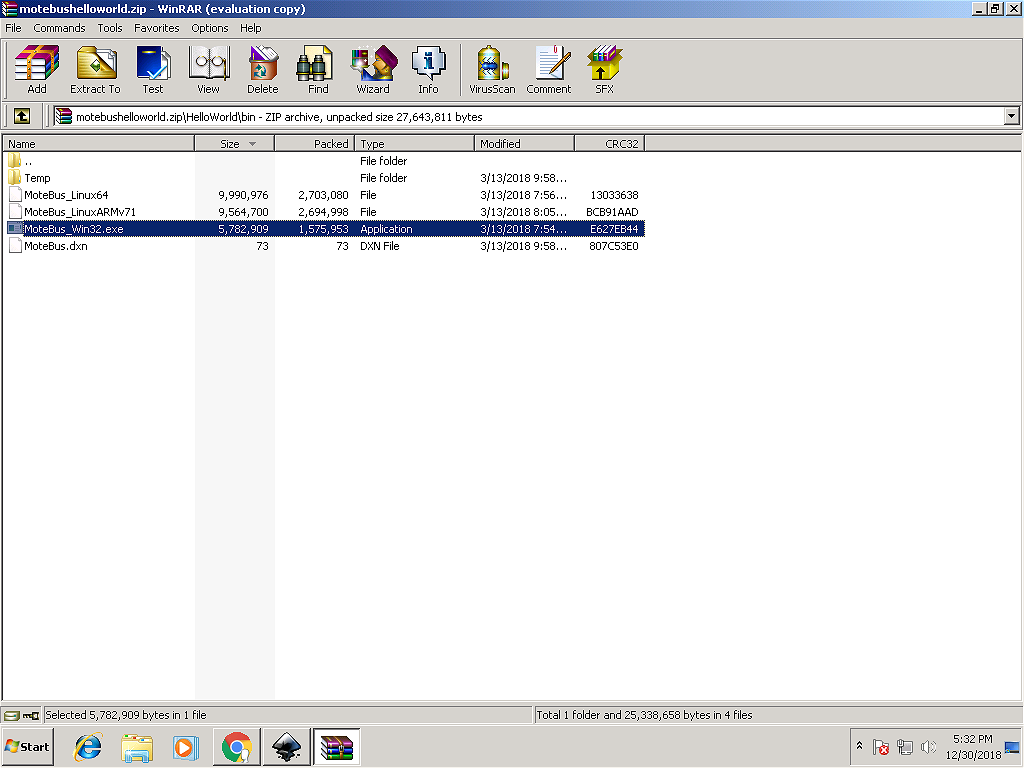 motebushelloworld.zip - WinRAR (evaluation copy)
File Commands Tools Favorites Options Help
Add Extract To Test View Delete Find Wizard Info VirusScan Comment SFX
motebushelloworld.zip\HelloWorld\bin - ZIP archive, unpacked size 27,643,811 bytes
Name Size Packed Type Modified CRC32
.. File folder
Temp File folder 3/13/2018 9:58...
MoteBus_Linux64 9,990,976 2,703,080 File 3/13/2018 7:56... 13033638
MoteBus_LinuxARMv71 9,564,700 2,694,998 File 3/13/2018 8:05... BCB91AAD
MoteBus_Win32.exe 5,782,909 1,575,953 Application 3/13/2018 7:54... E627EB44
MoteBus.dxn 73 73 DXN File 3/13/2018 9:58... 807C53E0
Selected 5,782,909 bytes in 1 file Total 1 folder and 25,338,658 bytes in 4 files
Start 5:32 PM
12/30/2018